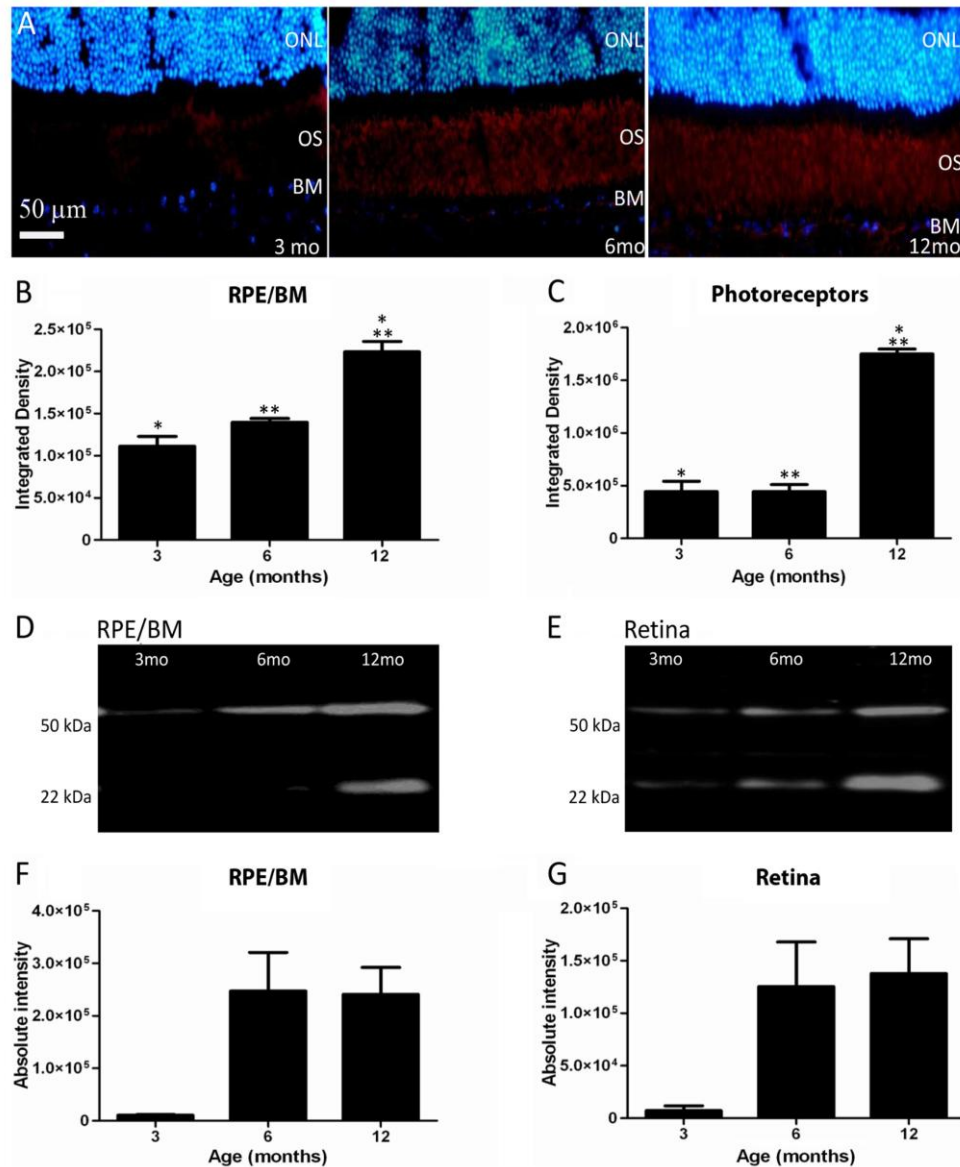 A
ONL
OS
BM
50 µm
3 mo
ONL
OS
BM
6mo
ONL
OS
BM
12mo
B
RPE/BM
Integrated Density
2.5×10⁵
2.0×10⁵
1.5×10⁵
1.0×10⁵
5.0×10⁴
0
*
**
*
**
3 6 12
Age (months)
C
Photoreceptors
Integrated Density
2.0×10⁶
1.5×10⁶
1.0×10⁶
5.0×10⁵
0
*
**
*
**
3 6 12
Age (months)
D
RPE/BM
3mo 6mo 12mo
50 kDa
22 kDa
E
Retina
3mo 6mo 12mo
50 kDa
22 kDa
F
RPE/BM
Absolute intensity
4.0×10⁵
3.0×10⁵
2.0×10⁵
1.0×10⁵
0
3 6 12
Age (months)
G
Retina
Absolute intensity
2.0×10⁵
1.5×10⁵
1.0×10⁵
5.0×10⁴
0
3 6 12
Age (months)